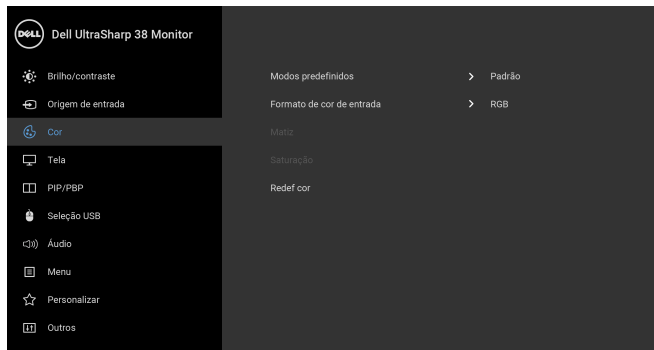 DELL Dell UltraSharp 38 Monitor
Brilho/contraste
Origem de entrada
Cor
Tela
PIP/PBP
Seleção USB
Áudio
Menu
Personalizar
Outros
Modos predefinidos > Padrão
Formato de cor de entrada > RGB
Matiz
Saturação
Redef cor